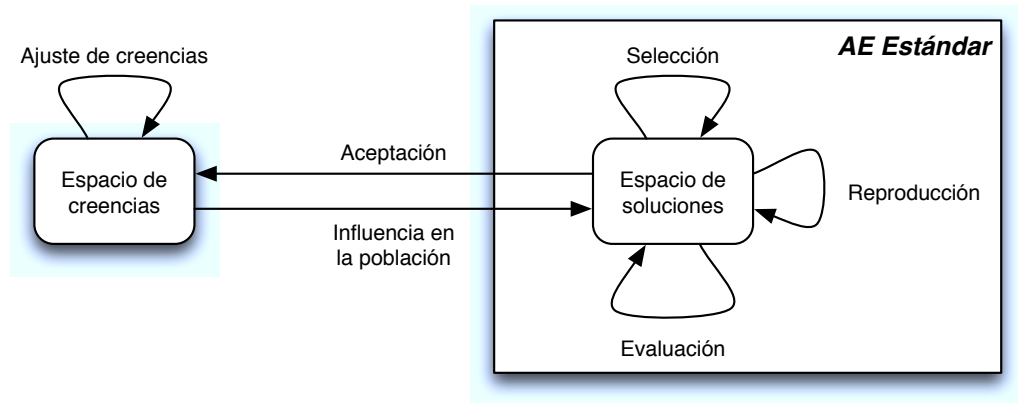 AE Estándar
Ajuste de creencias
Selección
Aceptación
Espacio de
creencias
Espacio de
soluciones
Reproducción
Influencia en
la población
Evaluación